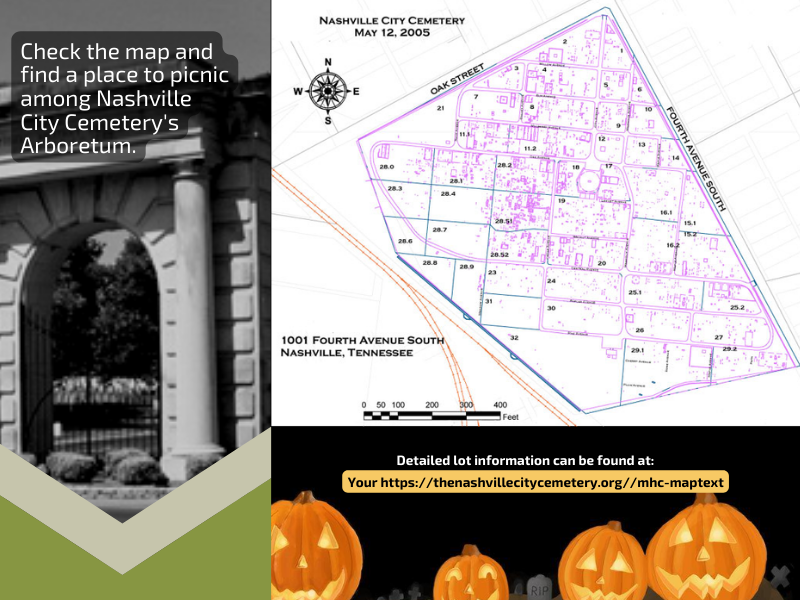 Check the map and
find a place to picnic
among Nashville
City Cemetery's
Arboretum.
Nashville City Cemetery
May 12, 2005
N
W
E
S
Oak Street
Fourth Avenue South
1
2
3
4
5
6
7
8
9
10
21
11.1
11.2
12
13
14
28.0
28.1
28.2
18
17
28.3
28.4
19
16.1
15.1
15.2
28.51
28.7
28.6
16.2
28.52
28.8
28.9
23
20
24
25.1
25.2
31
30
32
26
27
29.1
29.2
1001 Fourth Avenue South
Nashville, Tennessee
0 50 100 200 300 400
Feet
Detailed lot information can be found at:
Your https://thenashvillecitycemetery.org//mhc-maptext
RIP